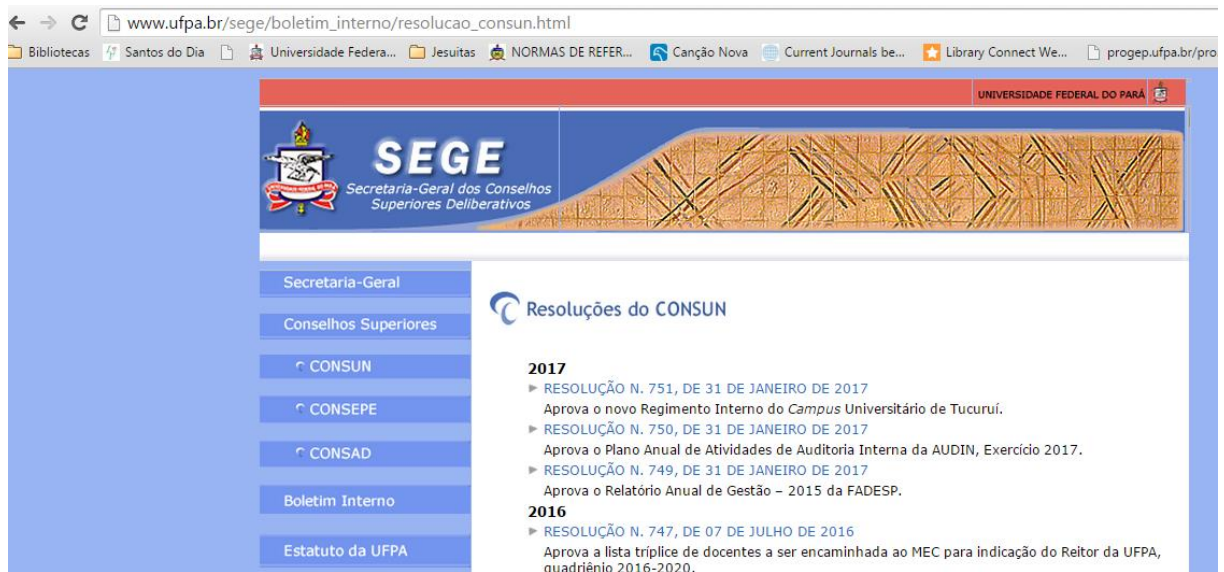 www.ufpa.br/sege/boletim_interno/resolucao_consun.html
Bibliotecas Santos do Dia Universidade Federa... Jesuitas NORMAS DE REFER... Canção Nova Current Journals be... Library Connect We... progep.ufpa.br/pro
UNIVERSIDADE FEDERAL DO PARÁ
SEGE
Secretaria-Geral dos Conselhos
Superiores Deliberativos
Secretaria-Geral
Conselhos Superiores
CONSUN
CONSEPE
CONSAD
Boletim Interno
Estatuto da UFPA
Resoluções do CONSUN
2017
RESOLUÇÃO N. 751, DE 31 DE JANEIRO DE 2017
Aprova o novo Regimento Interno do Campus Universitário de Tucuruí.
RESOLUÇÃO N. 750, DE 31 DE JANEIRO DE 2017
Aprova o Plano Anual de Atividades de Auditoria Interna da AUDIN, Exercício 2017.
RESOLUÇÃO N. 749, DE 31 DE JANEIRO DE 2017
Aprova o Relatório Anual de Gestão – 2015 da FADESP.
2016
RESOLUÇÃO N. 747, DE 07 DE JULHO DE 2016
Aprova a lista tríplice de docentes a ser encaminhada ao MEC para indicação do Reitor da UFPA,
quadriênio 2016-2020.